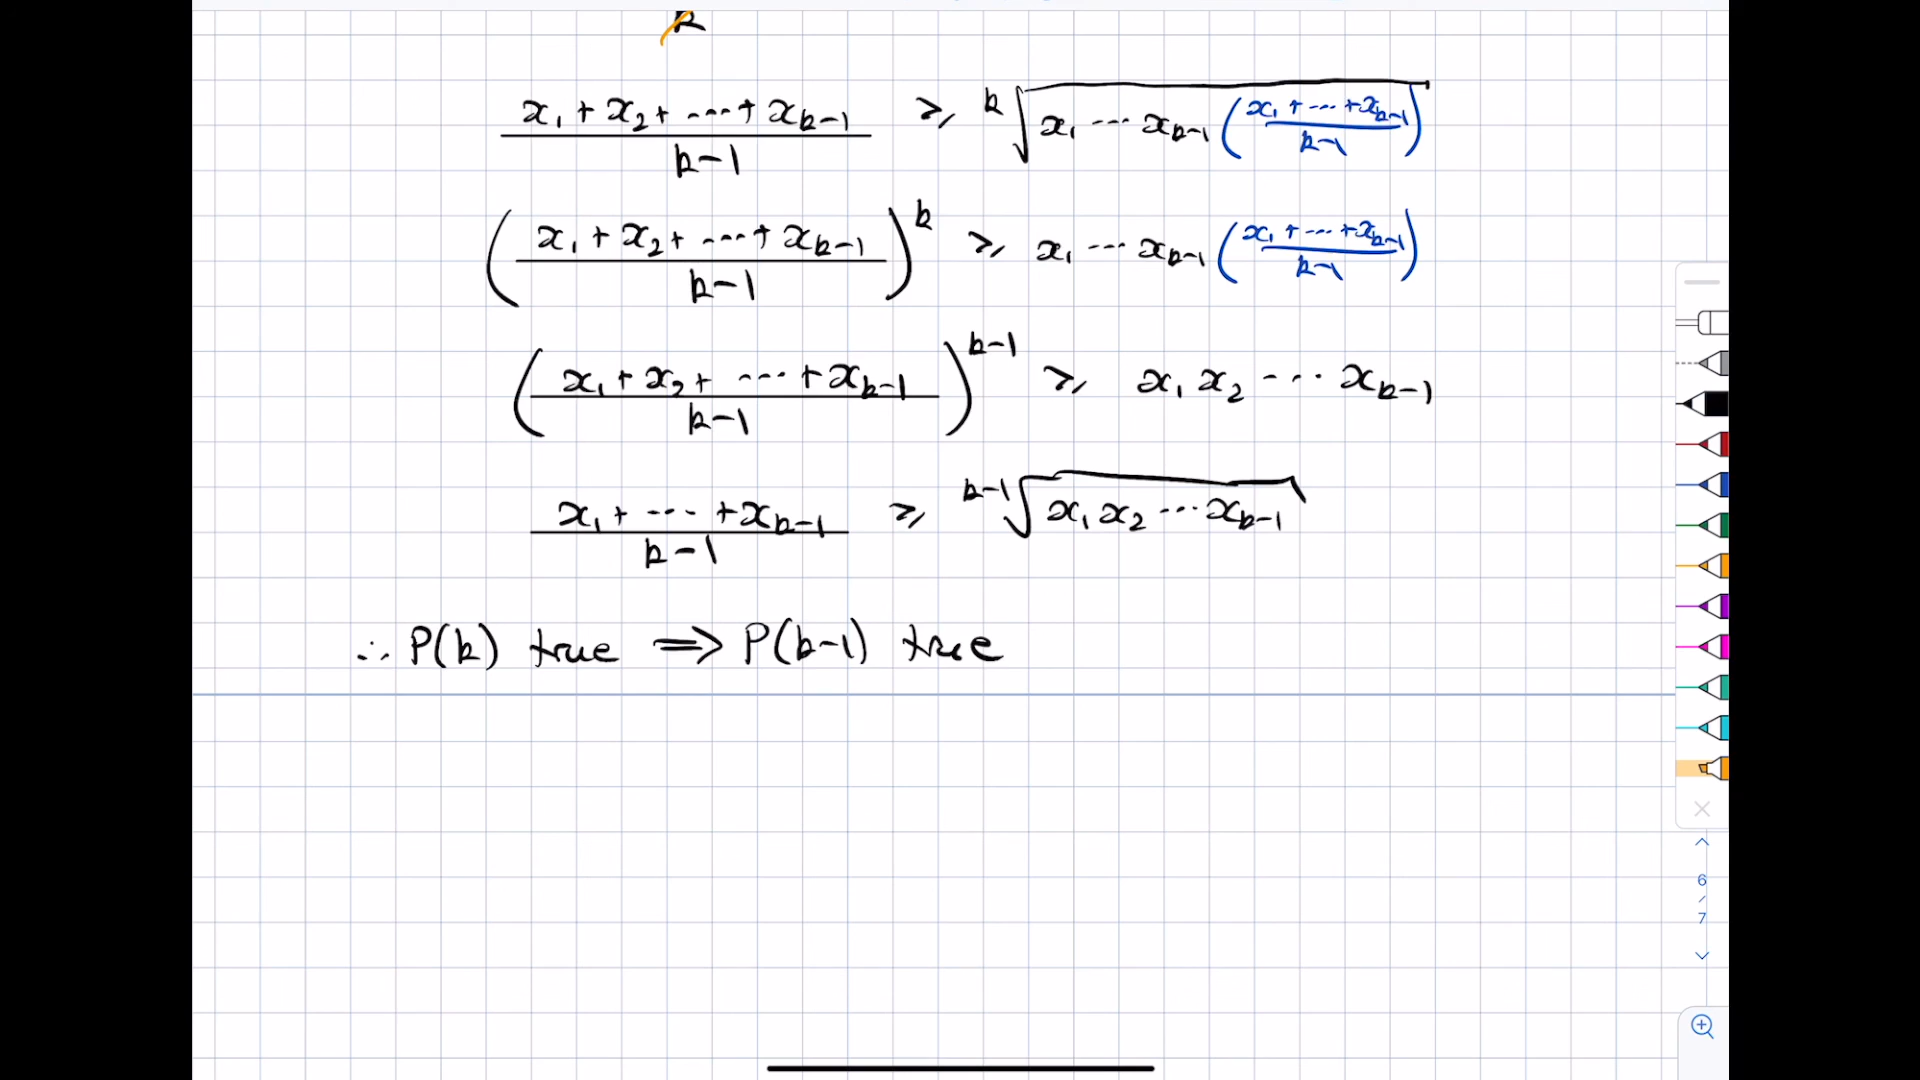 k
(x₁ + x₂ + ... + x_{k-1})/(k-1) ≥ ᵏ√(x₁ ... x_{k-1} ((x₁ + ... + x_{k-1})/(k-1)))
((x₁ + x₂ + ... + x_{k-1})/(k-1))^k ≥ x₁ ... x_{k-1} ((x₁ + ... + x_{k-1})/(k-1))
((x₁ + x₂ + ... + x_{k-1})/(k-1))^{k-1} ≥ x₁ x₂ ... x_{k-1}
(x₁ + ... + x_{k-1})/(k-1) ≥ ᵏ⁻¹√(x₁ x₂ ... x_{k-1})
∴ P(k) true ⟹ P(k-1) true
6
/
7